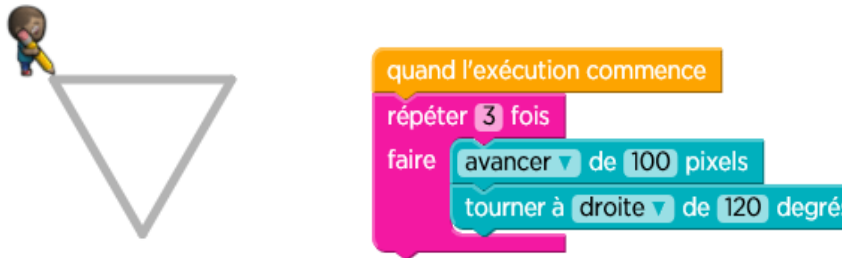 quand l'exécution commence
répéter 3 fois
faire avancer de 100 pixels
tourner à droite de 120 degrés